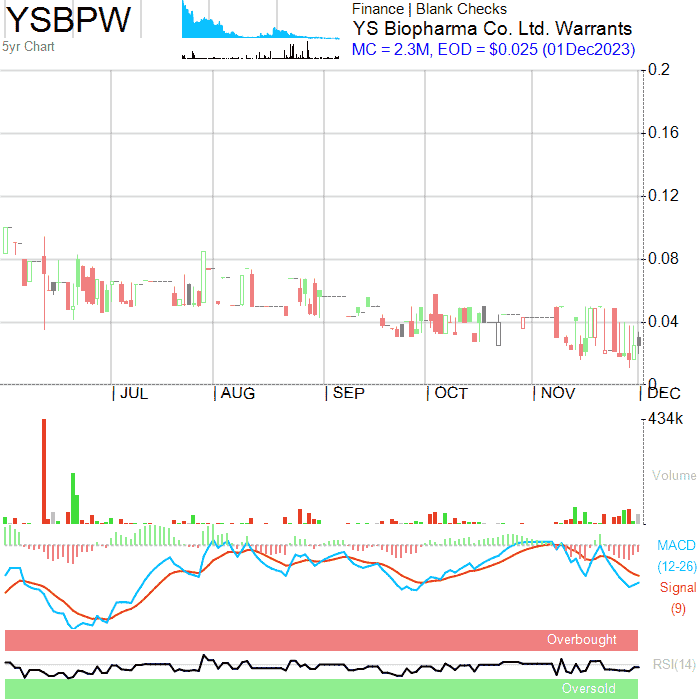 YSBPW
5yr Chart
Finance | Blank Checks
YS Biopharma Co. Ltd. Warrants
MC = 2.3M, EOD = $0.025 (01Dec2023)
0.2
0.16
0.12
0.08
0.04
0
JUL AUG SEP OCT NOV DEC
434k
Volume
MACD
(12-26)
Signal
(9)
Overbought
RSI(14)
Oversold